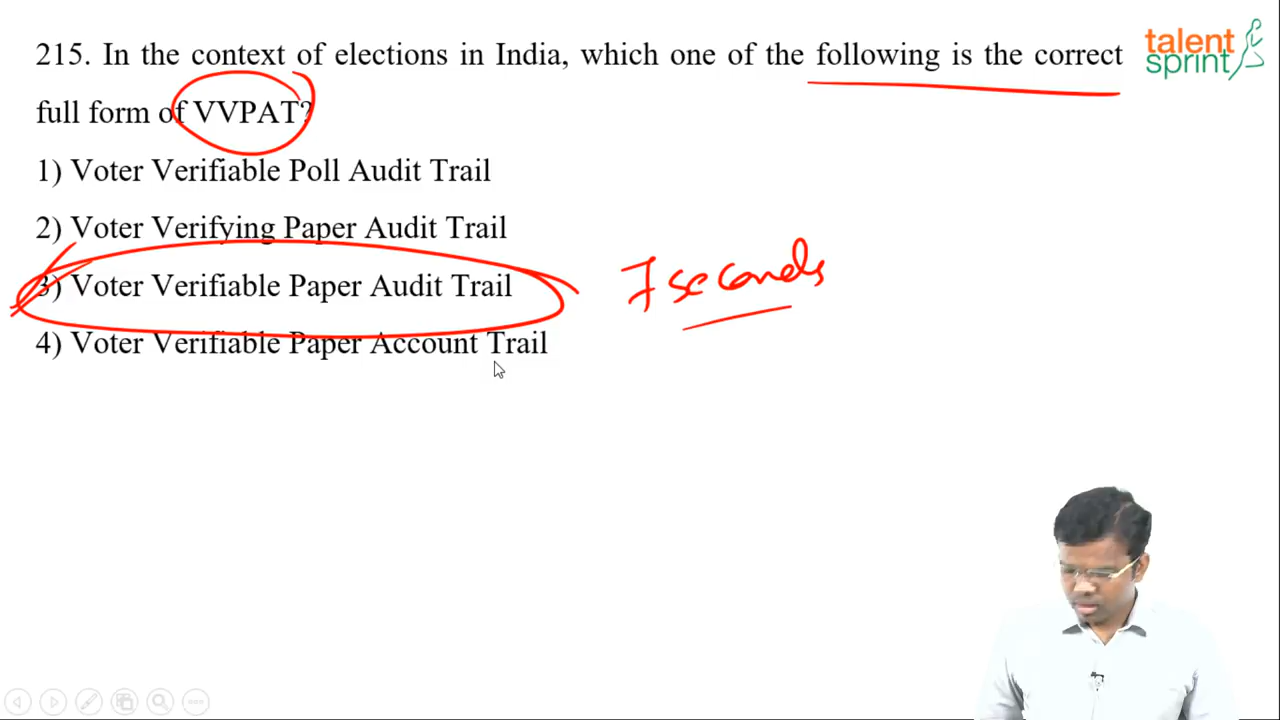 215. In the context of elections in India, which one of the following is the correct
full form of VVPAT?
1) Voter Verifiable Poll Audit Trail
2) Voter Verifying Paper Audit Trail
3) Voter Verifiable Paper Audit Trail
4) Voter Verifiable Paper Account Trail
7 seconds
talent
sprint